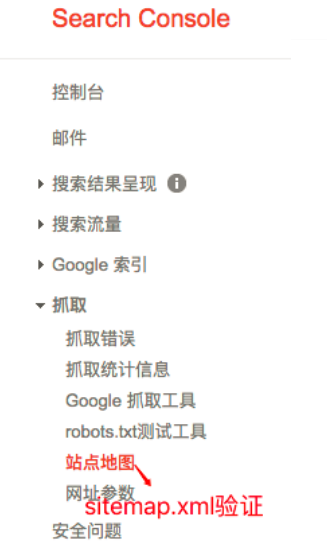 Search Console
控制台
邮件
搜索结果呈现
搜索流量
Google 索引
抓取
抓取错误
抓取统计信息
Google 抓取工具
robots.txt测试工具
站点地图
网址参数
sitemap.xml验证
安全问题